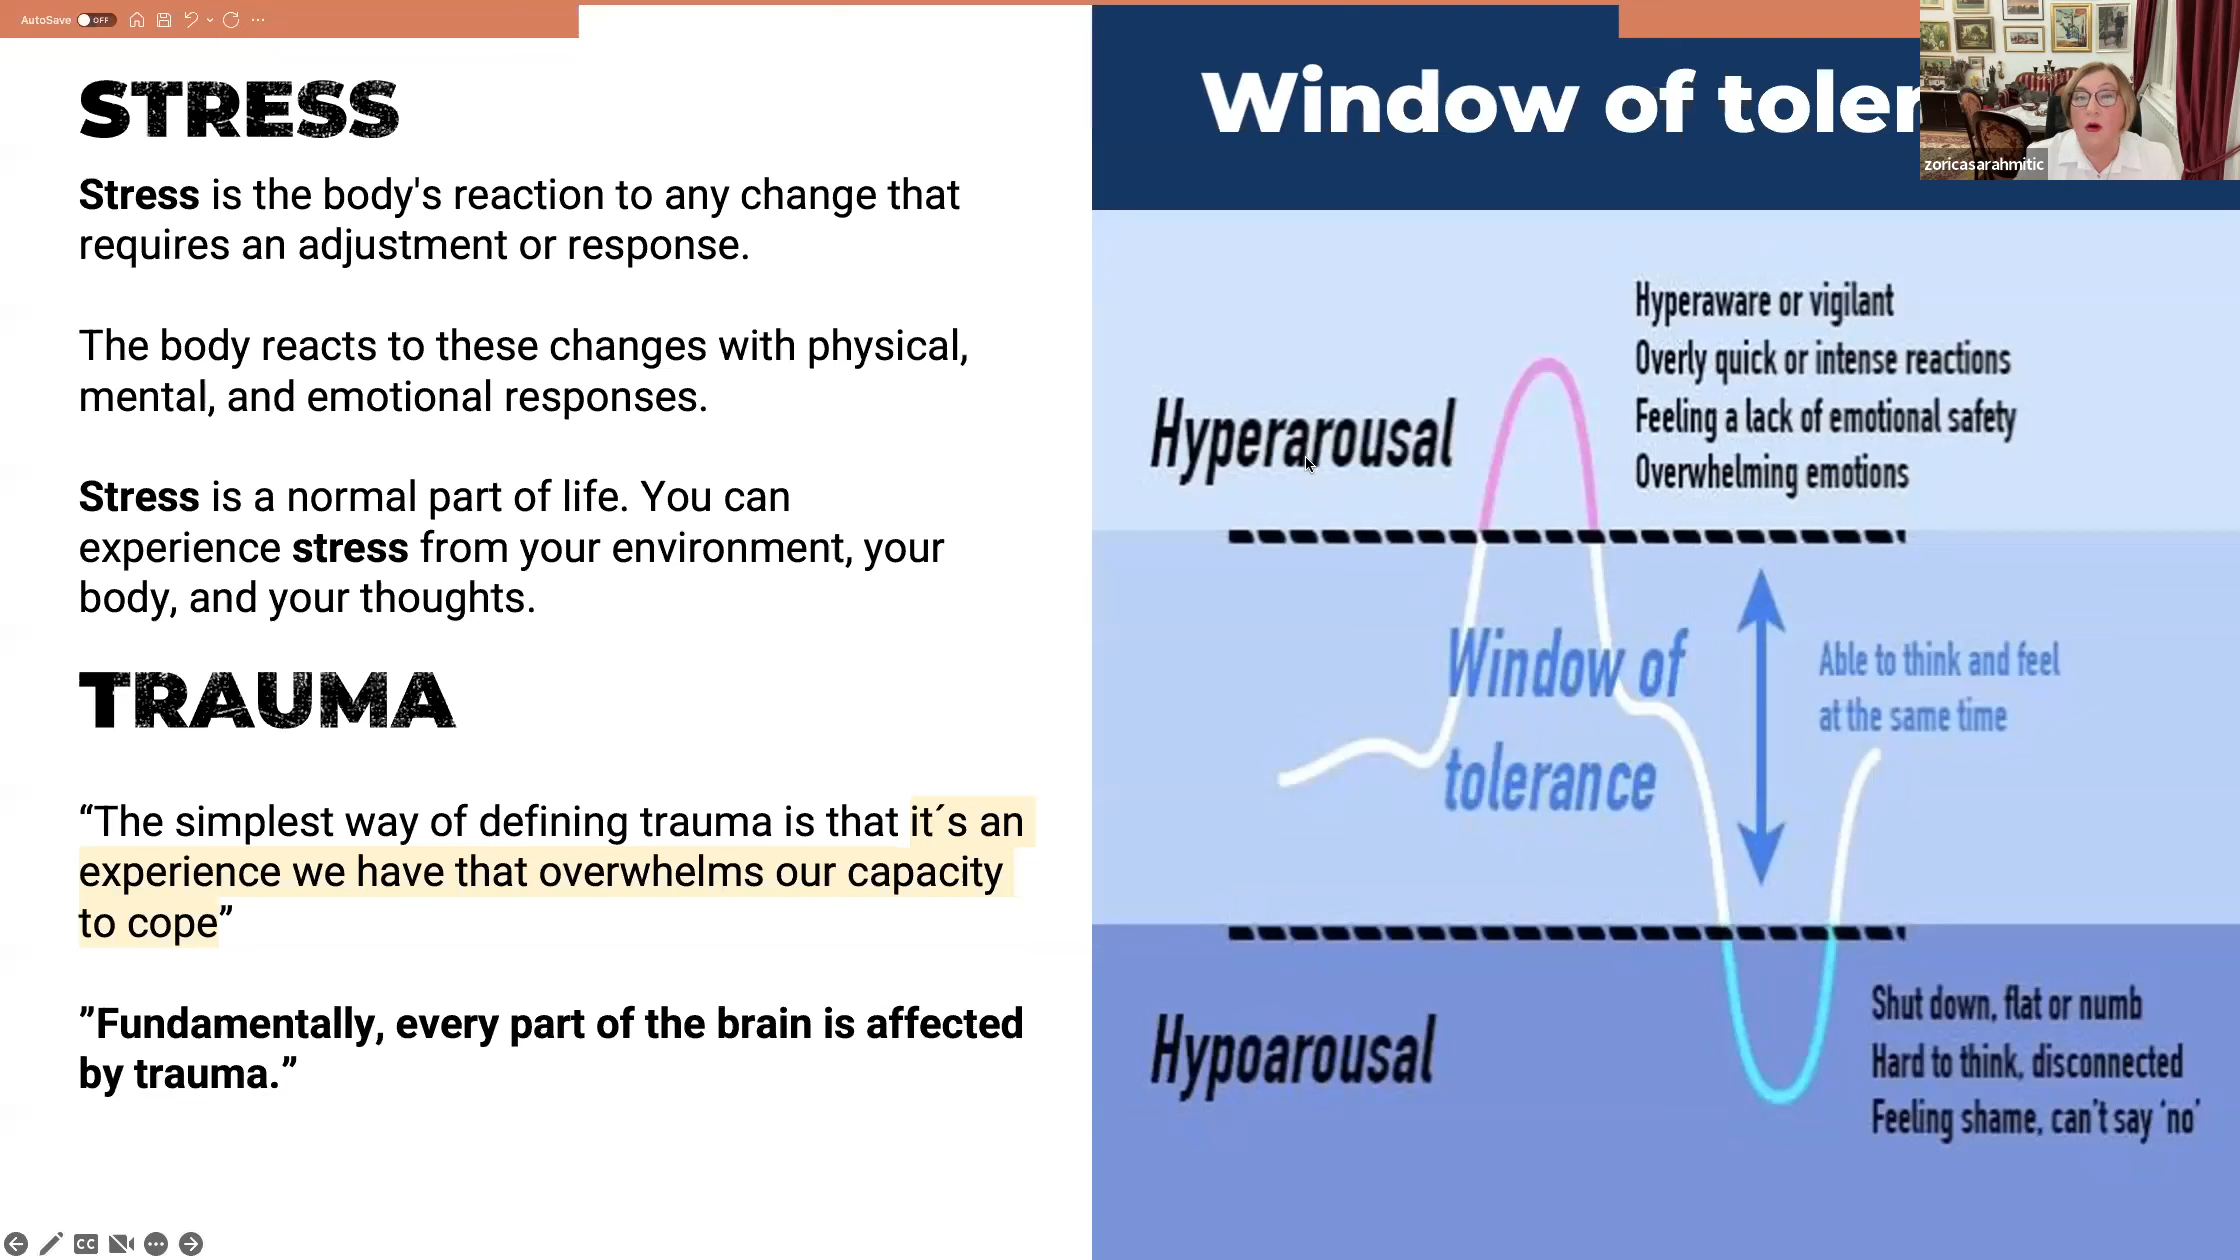 AutoSave OFF
STRESS
Stress is the body's reaction to any change that
requires an adjustment or response.
The body reacts to these changes with physical,
mental, and emotional responses.
Stress is a normal part of life. You can
experience stress from your environment, your
body, and your thoughts.
TRAUMA
“The simplest way of defining trauma is that it´s an
experience we have that overwhelms our capacity
to cope”
”Fundamentally, every part of the brain is affected
by trauma.”
CC
Window of toler
zoricasarahmitic
Hyperarousal
Hyperaware or vigilant
Overly quick or intense reactions
Feeling a lack of emotional safety
Overwhelming emotions
Window of
tolerance
Able to think and feel
at the same time
Hypoarousal
Shut down, flat or numb
Hard to think, disconnected
Feeling shame, can't say 'no'